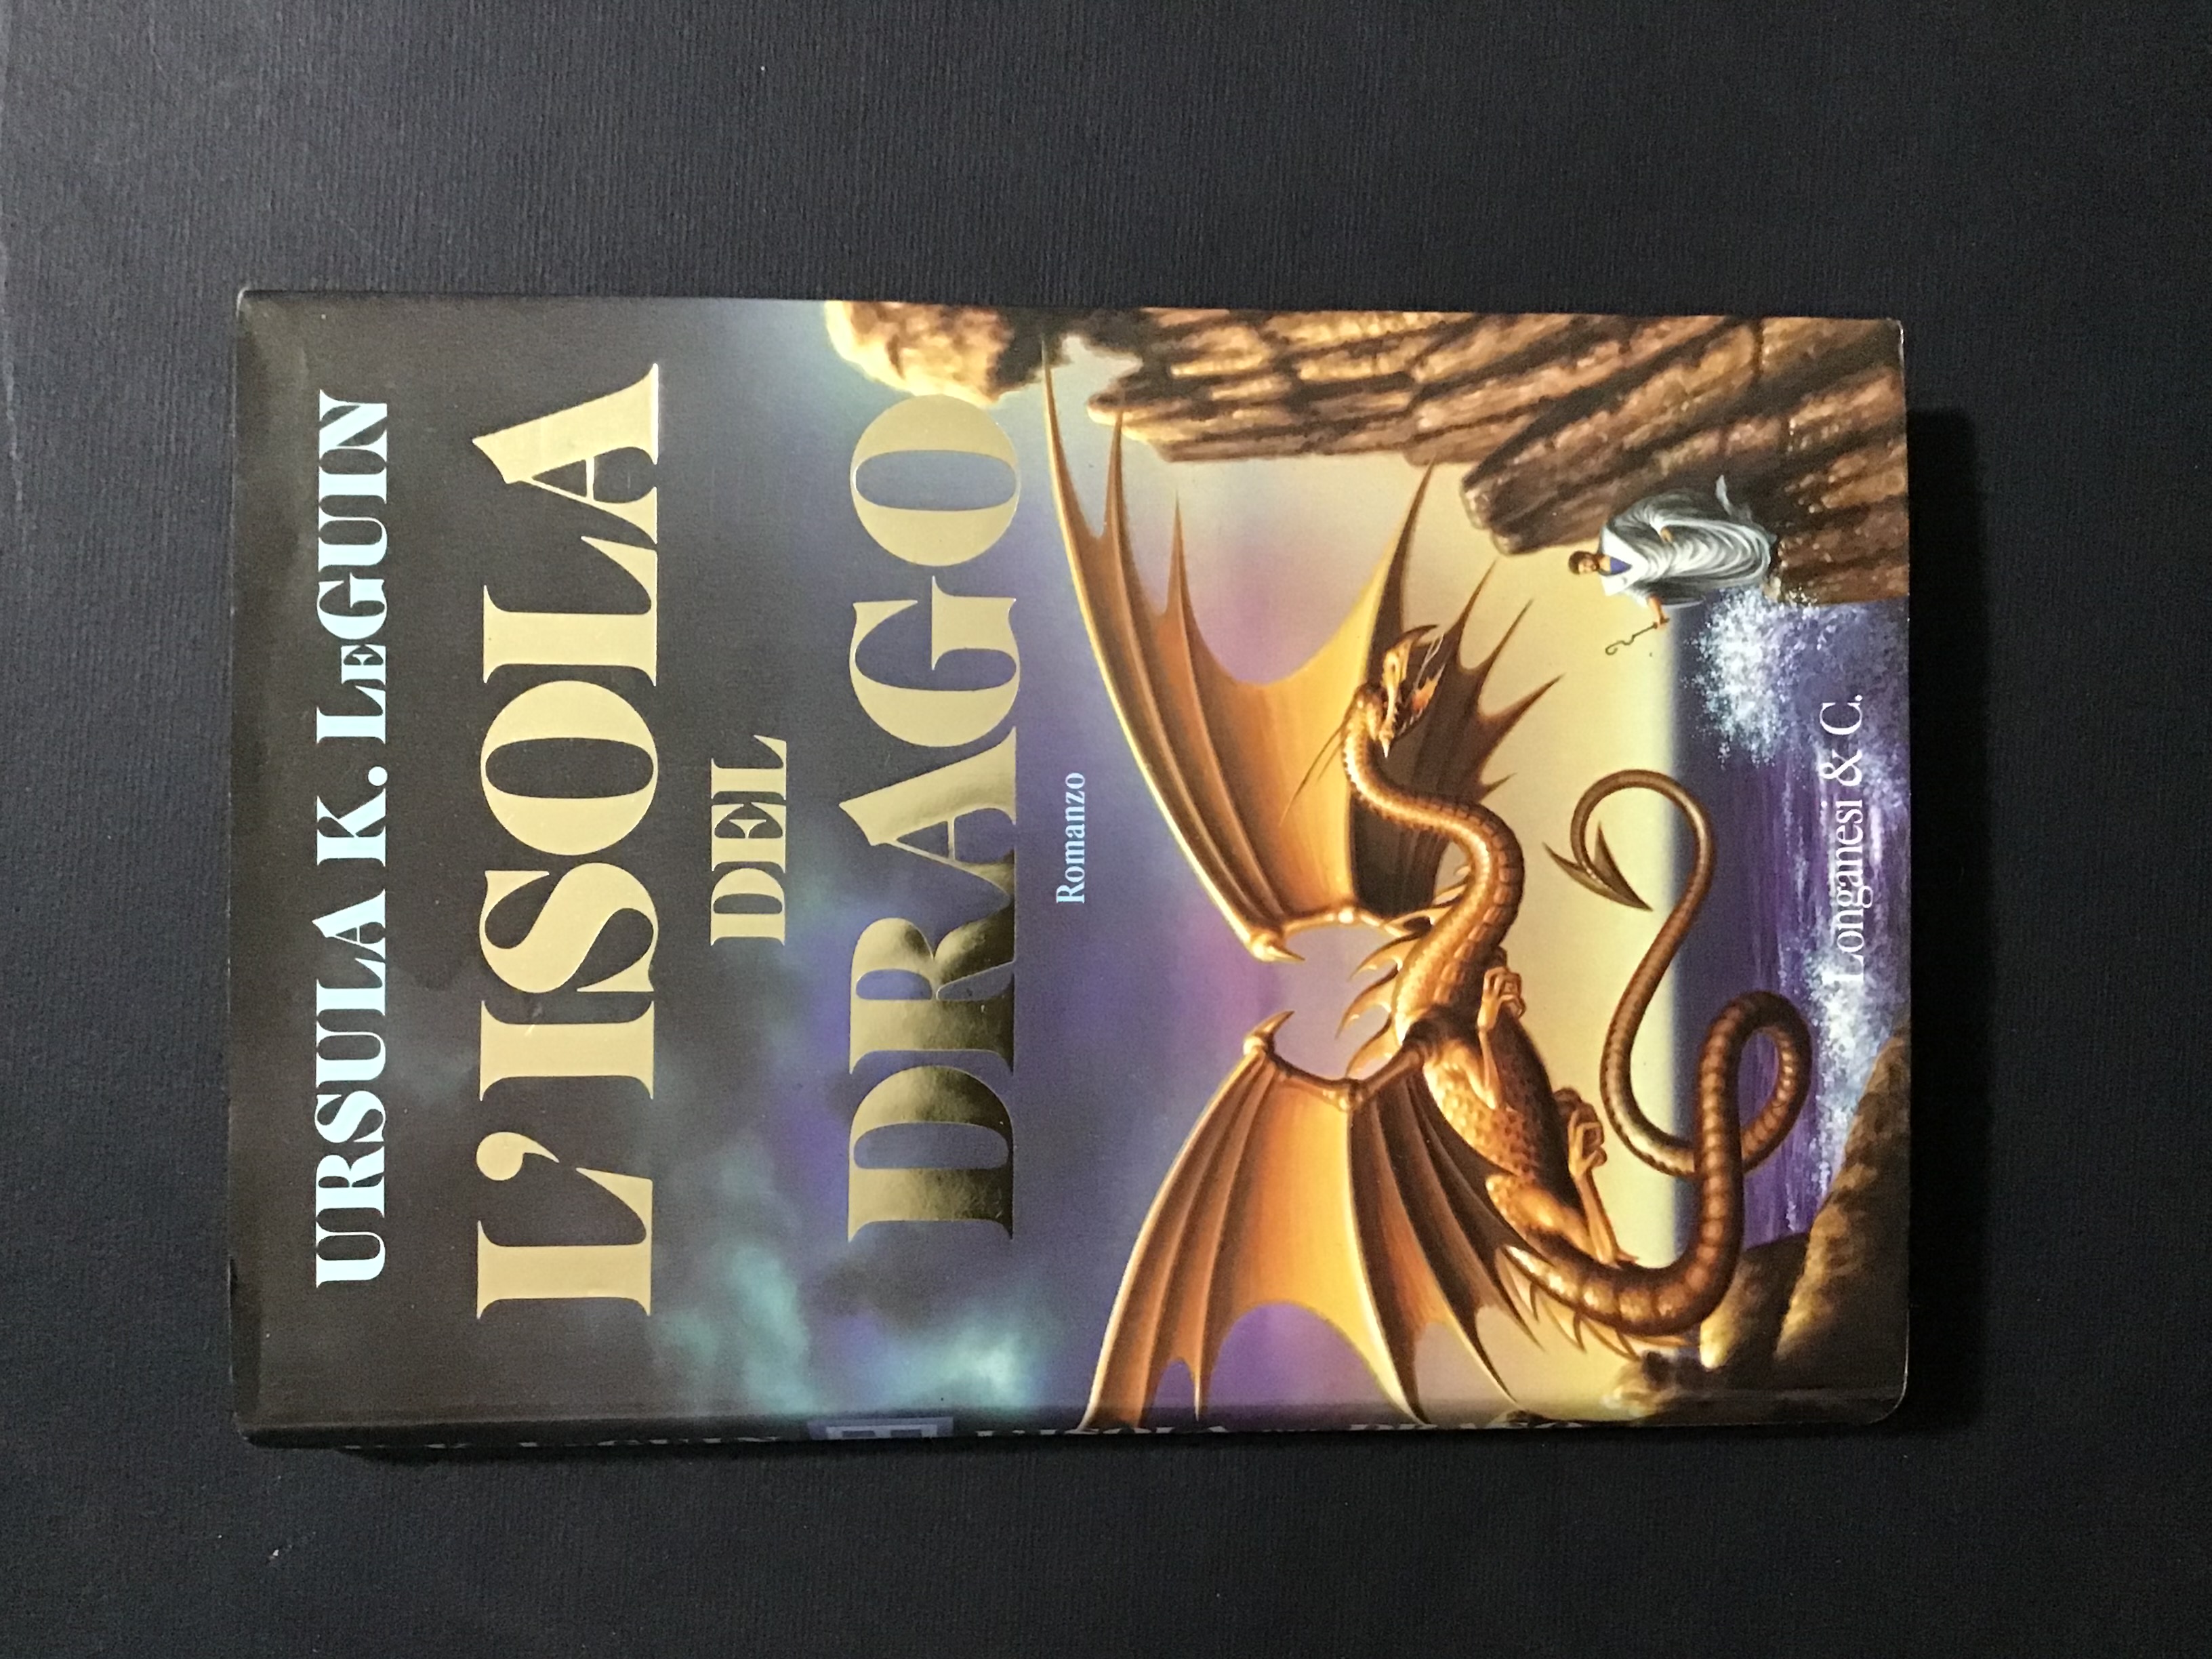 URSULA K. LEGUIN
L'ISOLA
DEL
DRAGO
Romanzo
Longanesi & C.